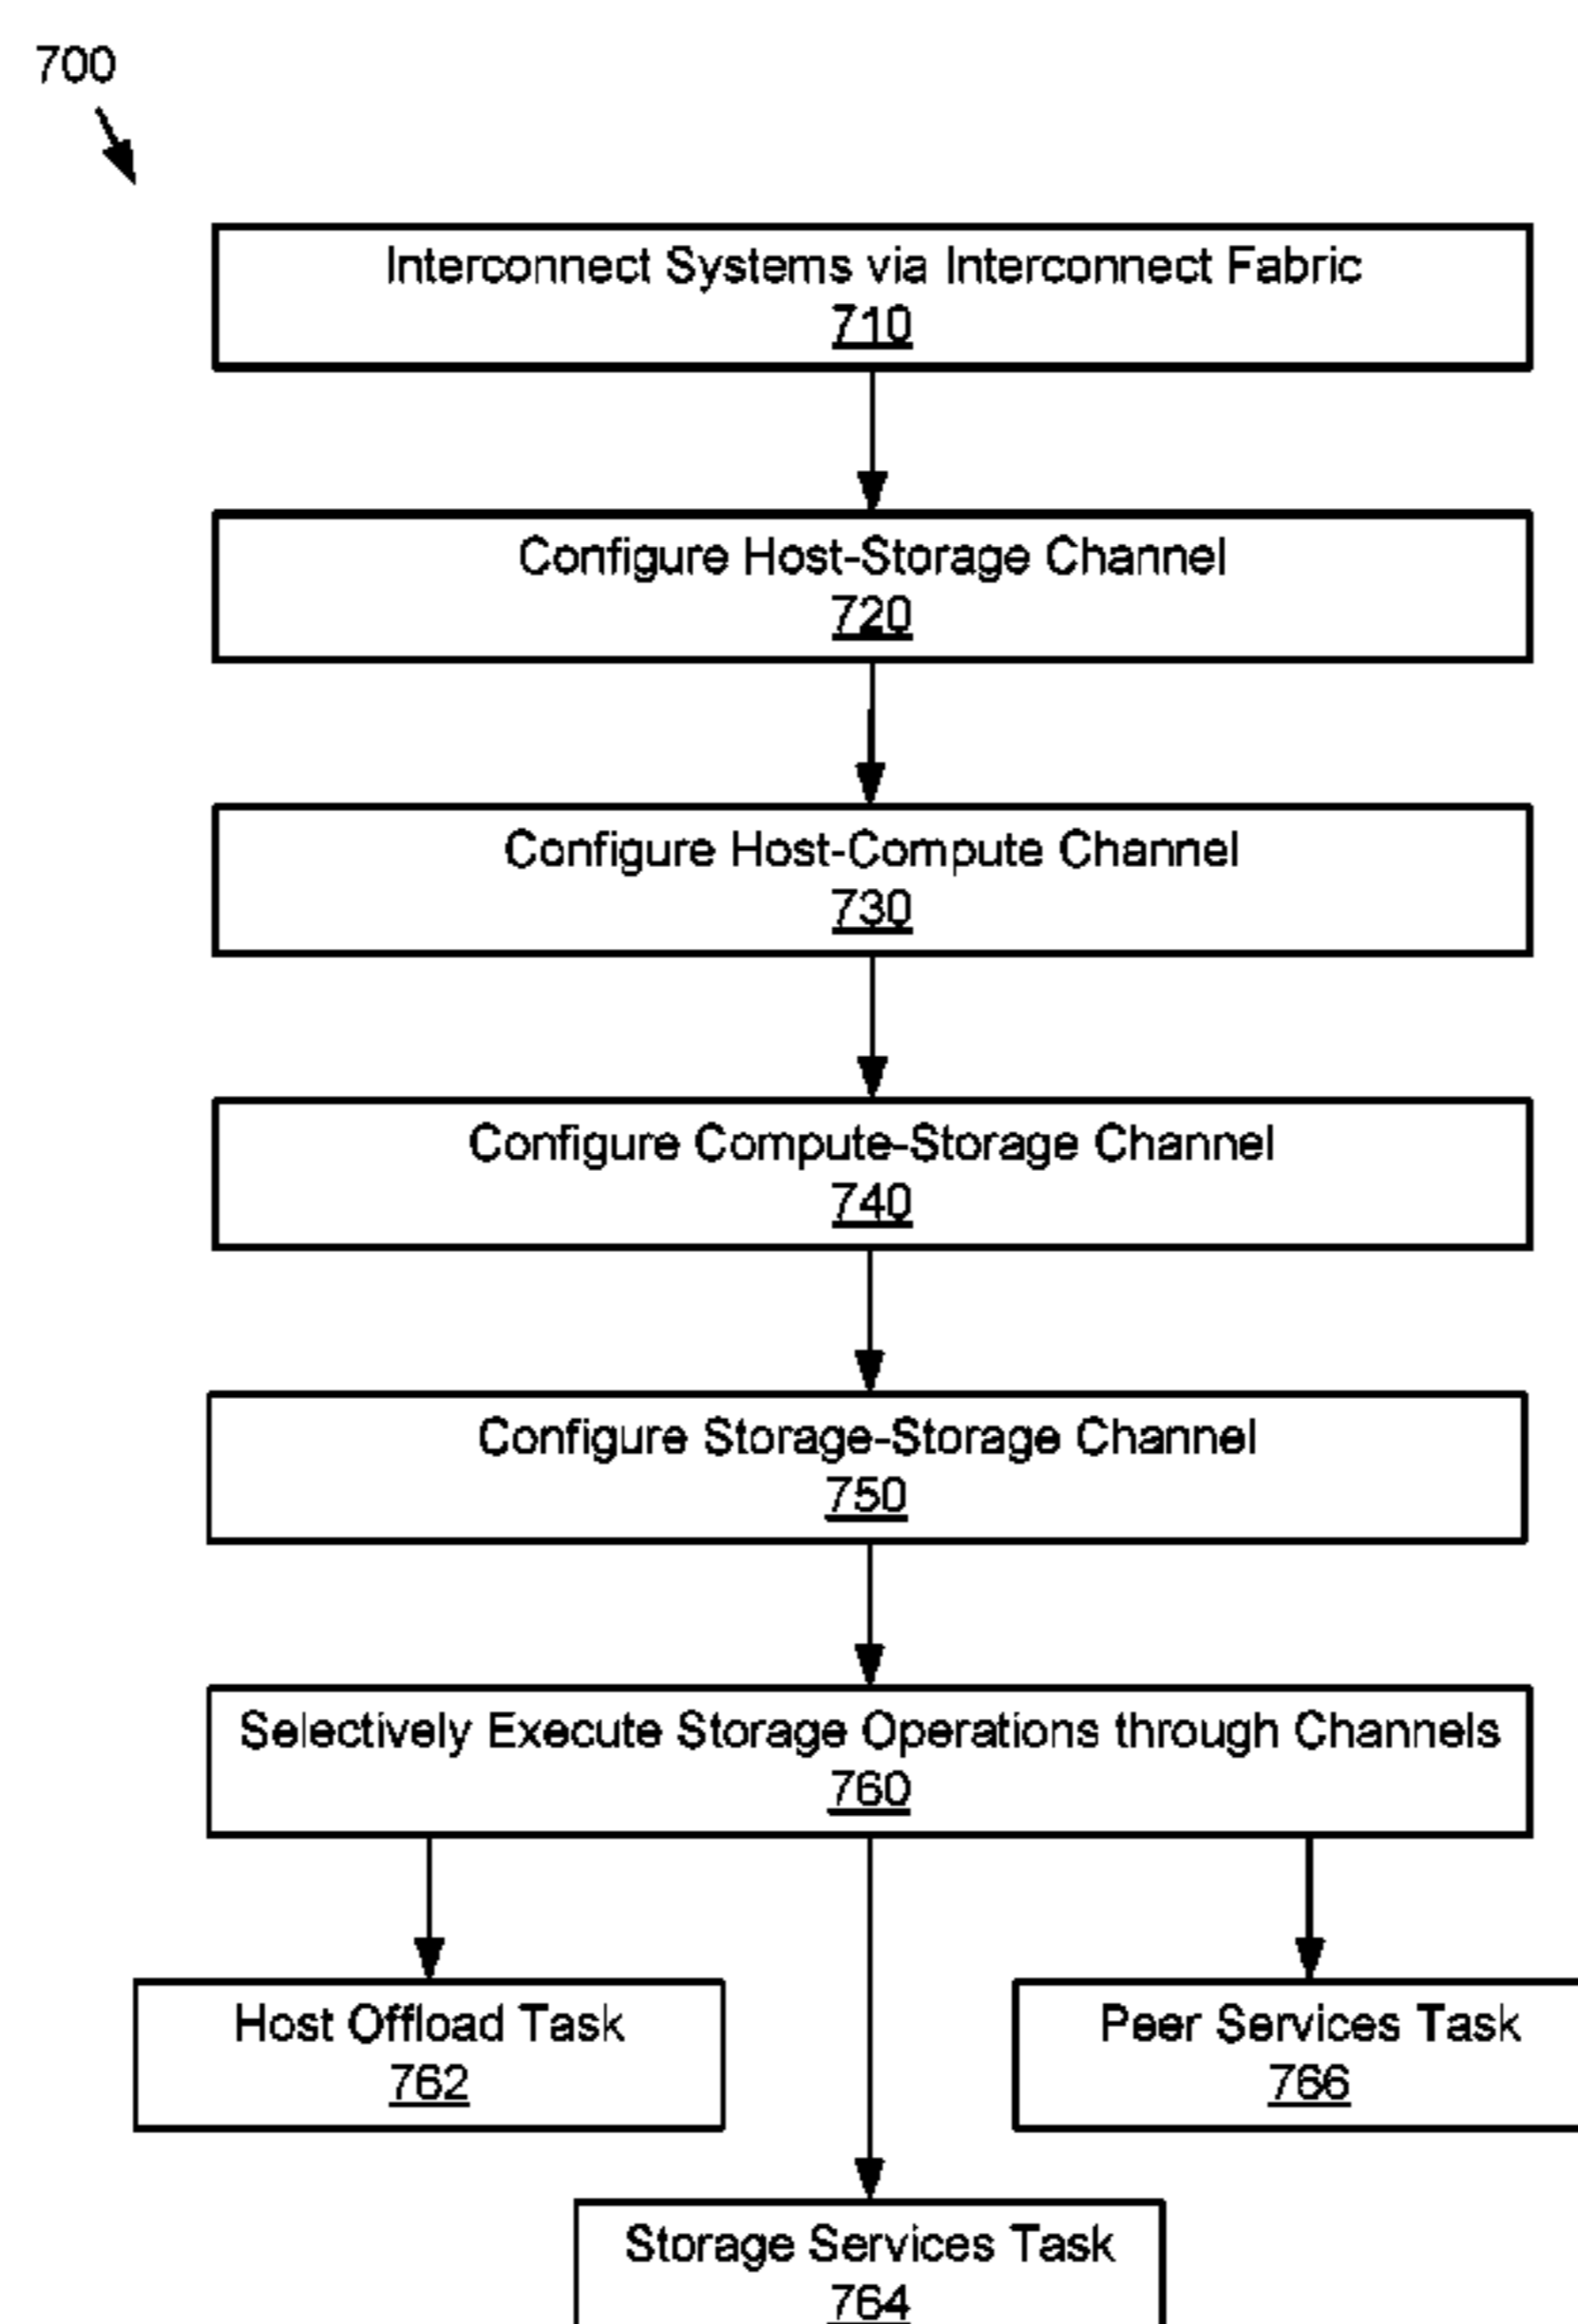 700
Interconnect Systems via Interconnect Fabric
710
Configure Host-Storage Channel
720
Configure Host-Compute Channel
730
Configure Compute-Storage Channel
740
Configure Storage-Storage Channel
750
Selectively Execute Storage Operations through Channels
760
Host Offload Task
762
Peer Services Task
766
Storage Services Task
764